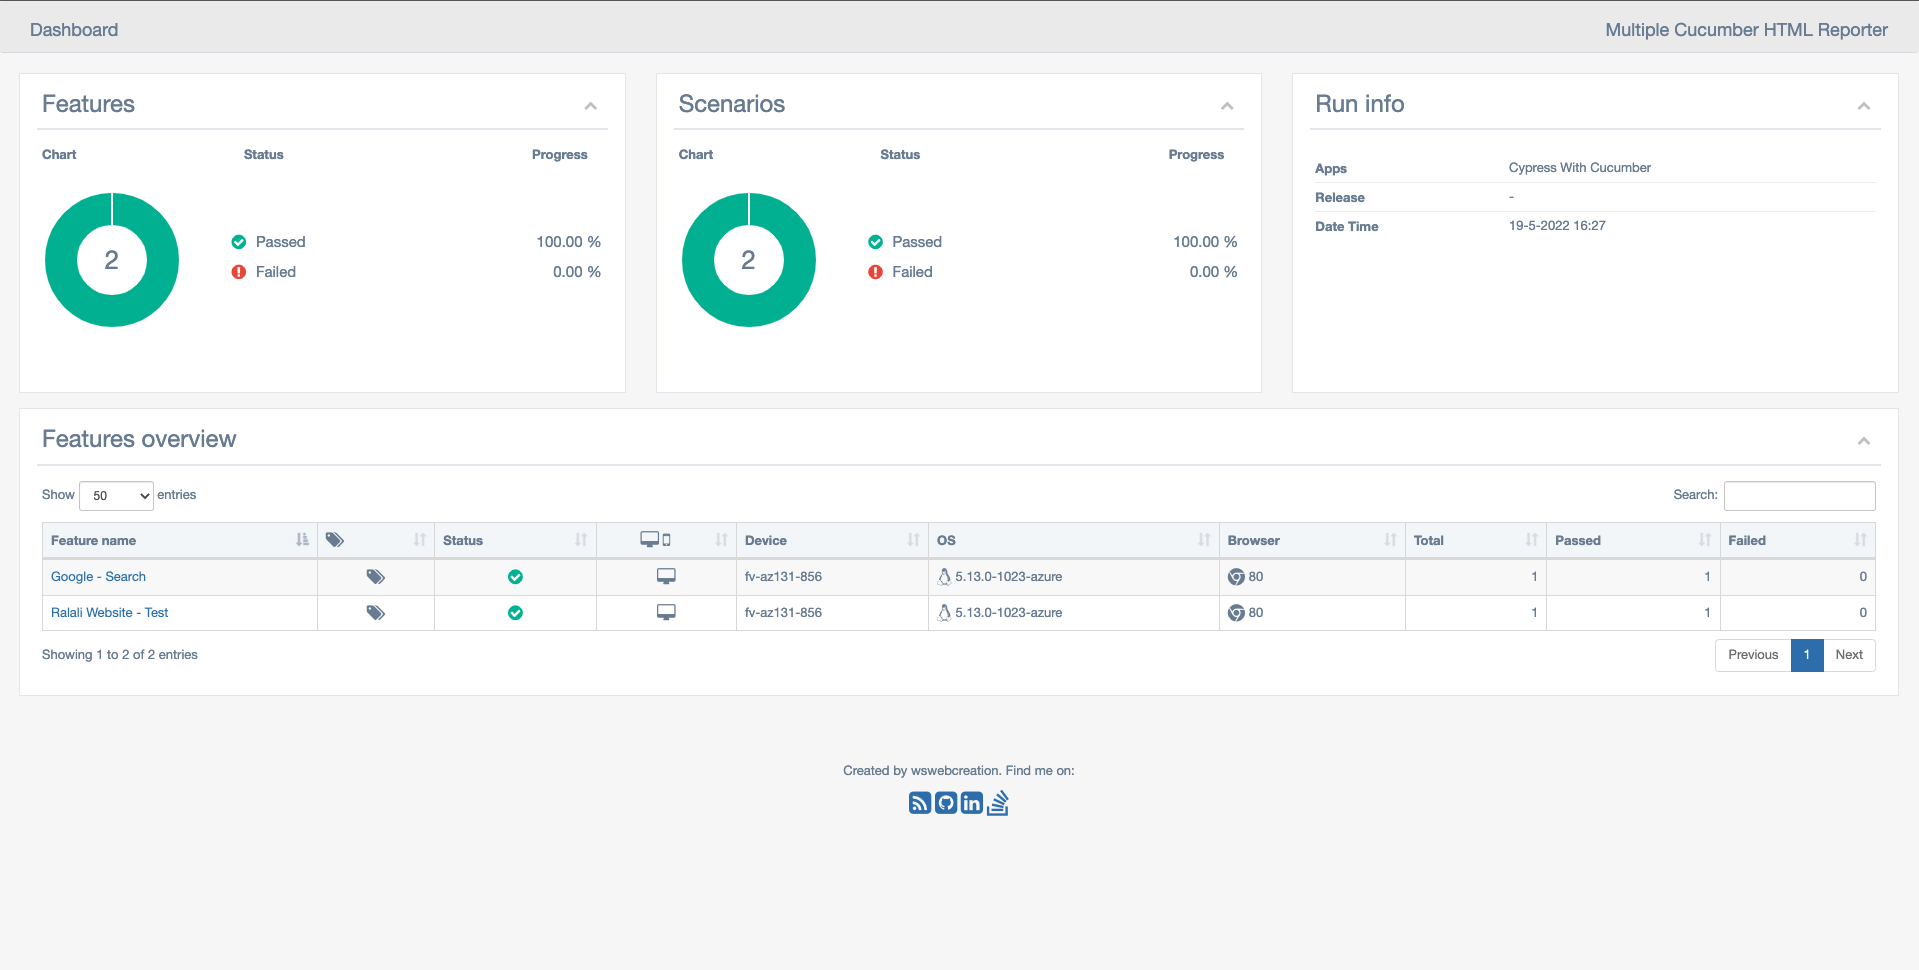 Dashboard Multiple Cucumber HTML Reporter
Features
Chart Status Progress
2
Passed 100.00 %
Failed 0.00 %
Scenarios
Chart Status Progress
2
Passed 100.00 %
Failed 0.00 %
Run info
Apps Cypress With Cucumber
Release -
Date Time 19-5-2022 16:27
Features overview
Show 50 entries Search:
Feature name Status Device OS Browser Total Passed Failed
Google - Search fv-az131-856 5.13.0-1023-azure 80 1 1 0
Ralali Website - Test fv-az131-856 5.13.0-1023-azure 80 1 1 0
Showing 1 to 2 of 2 entries Previous 1 Next
Created by wswebcreation. Find me on:
in